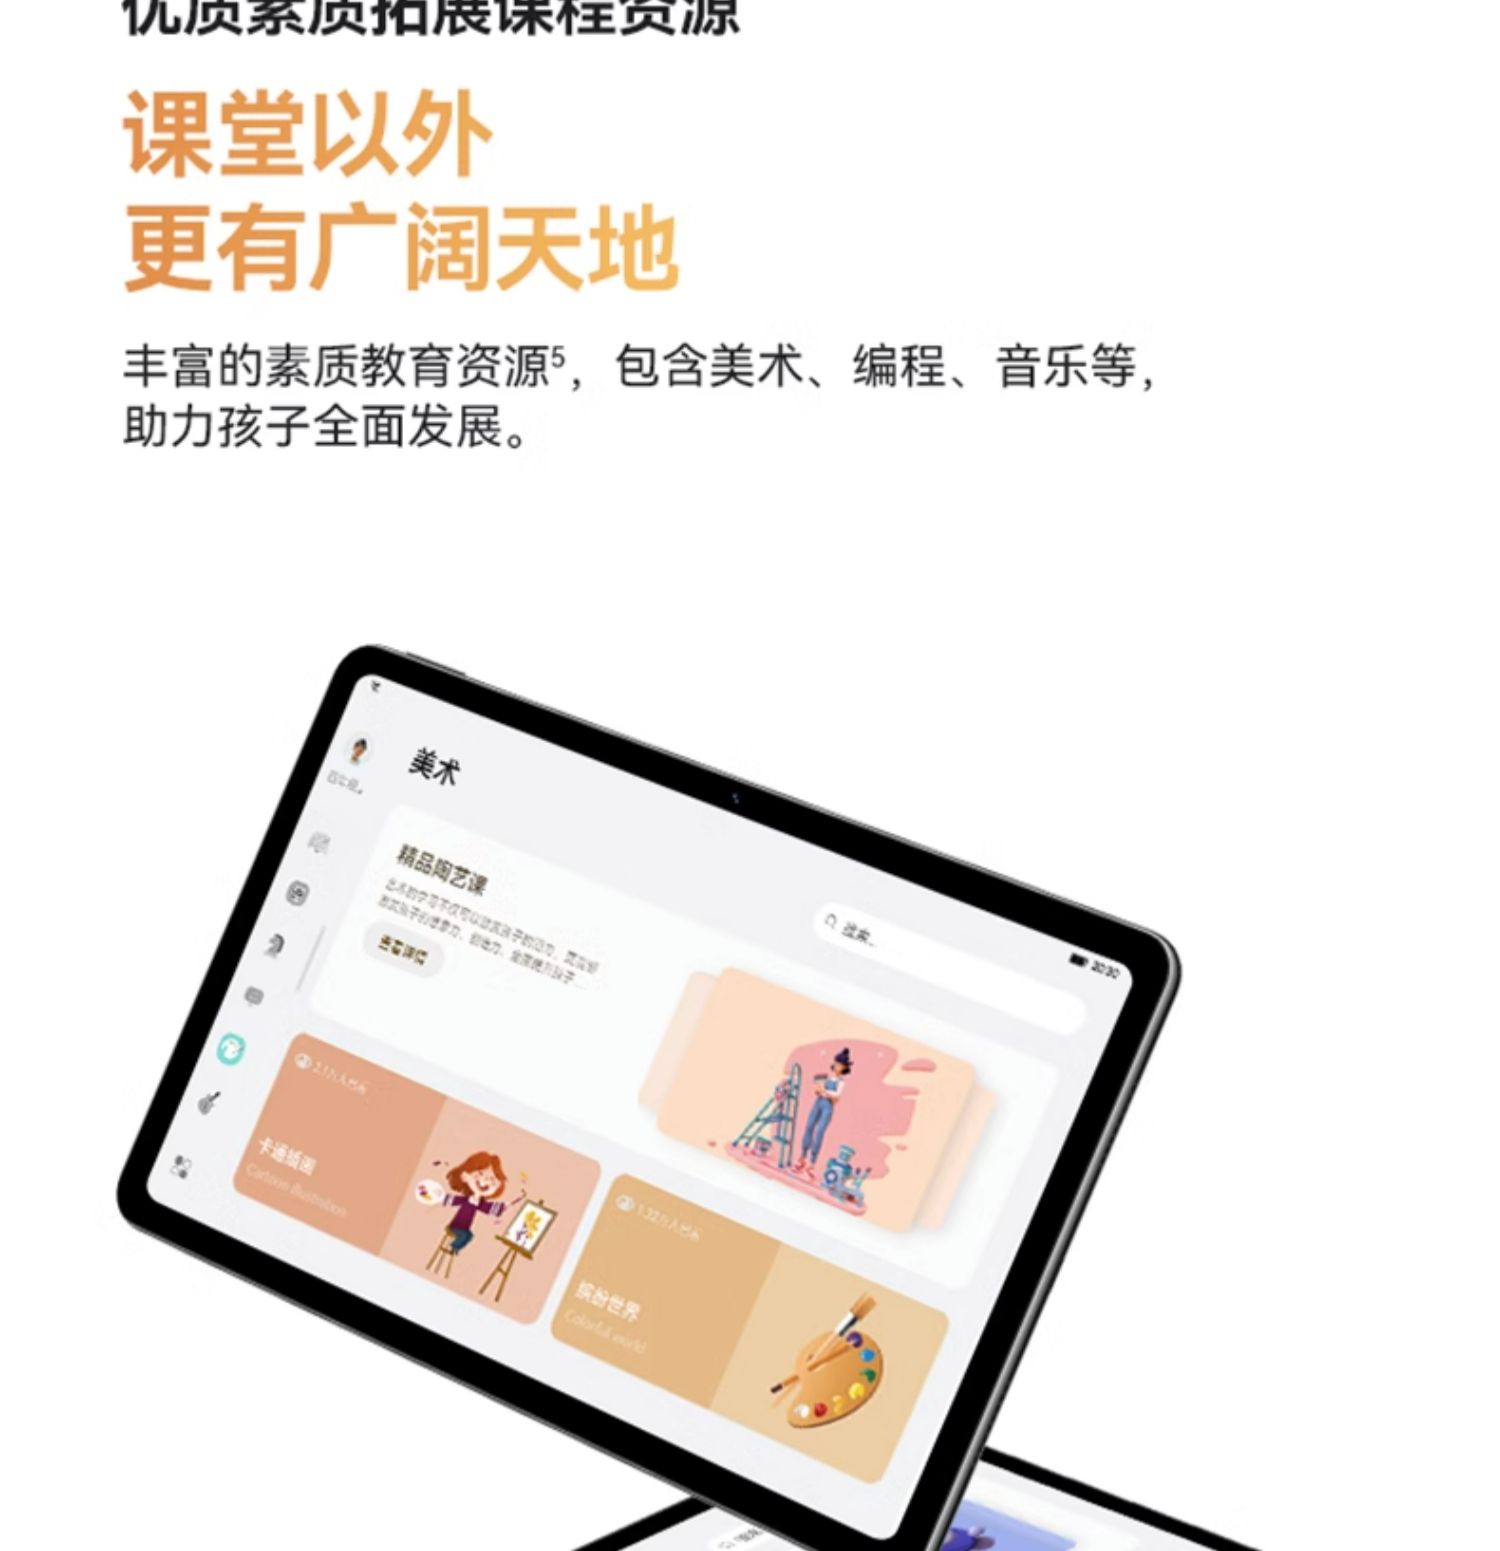 优质素质拓展课程资源
课堂以外
更有广阔天地
丰富的素质教育资源⁵，包含美术、编程、音乐等，
助力孩子全面发展。
美术
精品陶艺课
查看课程
搜索...
卡通插画
Cartoon illustration
缤纷世界
Colorful world